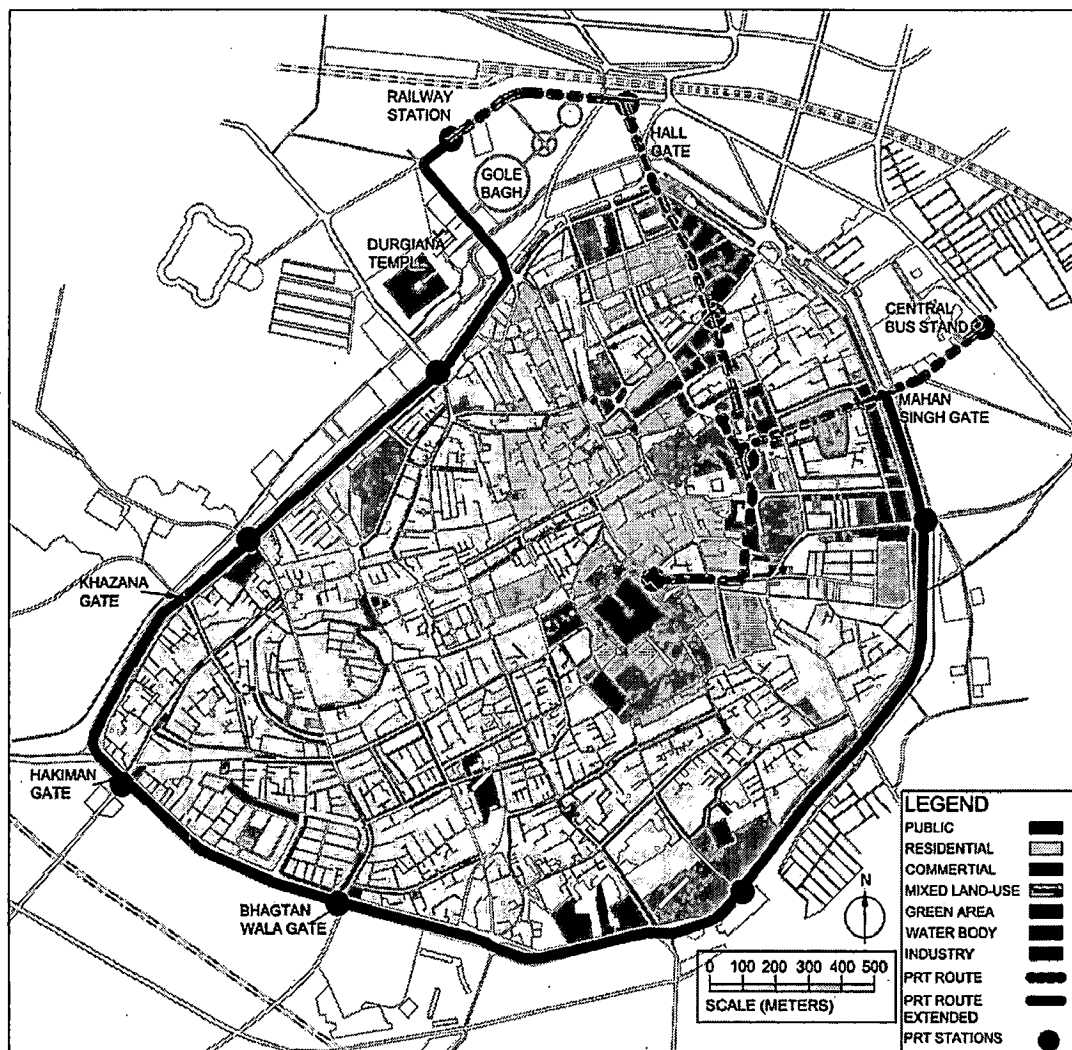 RAILWAY
STATION
HALL
GATE
GOLE
BAGH
DURGIANA
TEMPLE
CENTRAL
BUS STAND
MAHAN
SINGH GATE
KHAZANA
GATE
HAKIMAN
GATE
BHAGTAN
WALA GATE
N
0 100 200 300 400 500
SCALE (METERS)
LEGEND
PUBLIC
RESIDENTIAL
COMMERTIAL
MIXED LAND-USE
GREEN AREA
WATER BODY
INDUSTRY
PRT ROUTE
PRT ROUTE
EXTENDED
PRT STATIONS